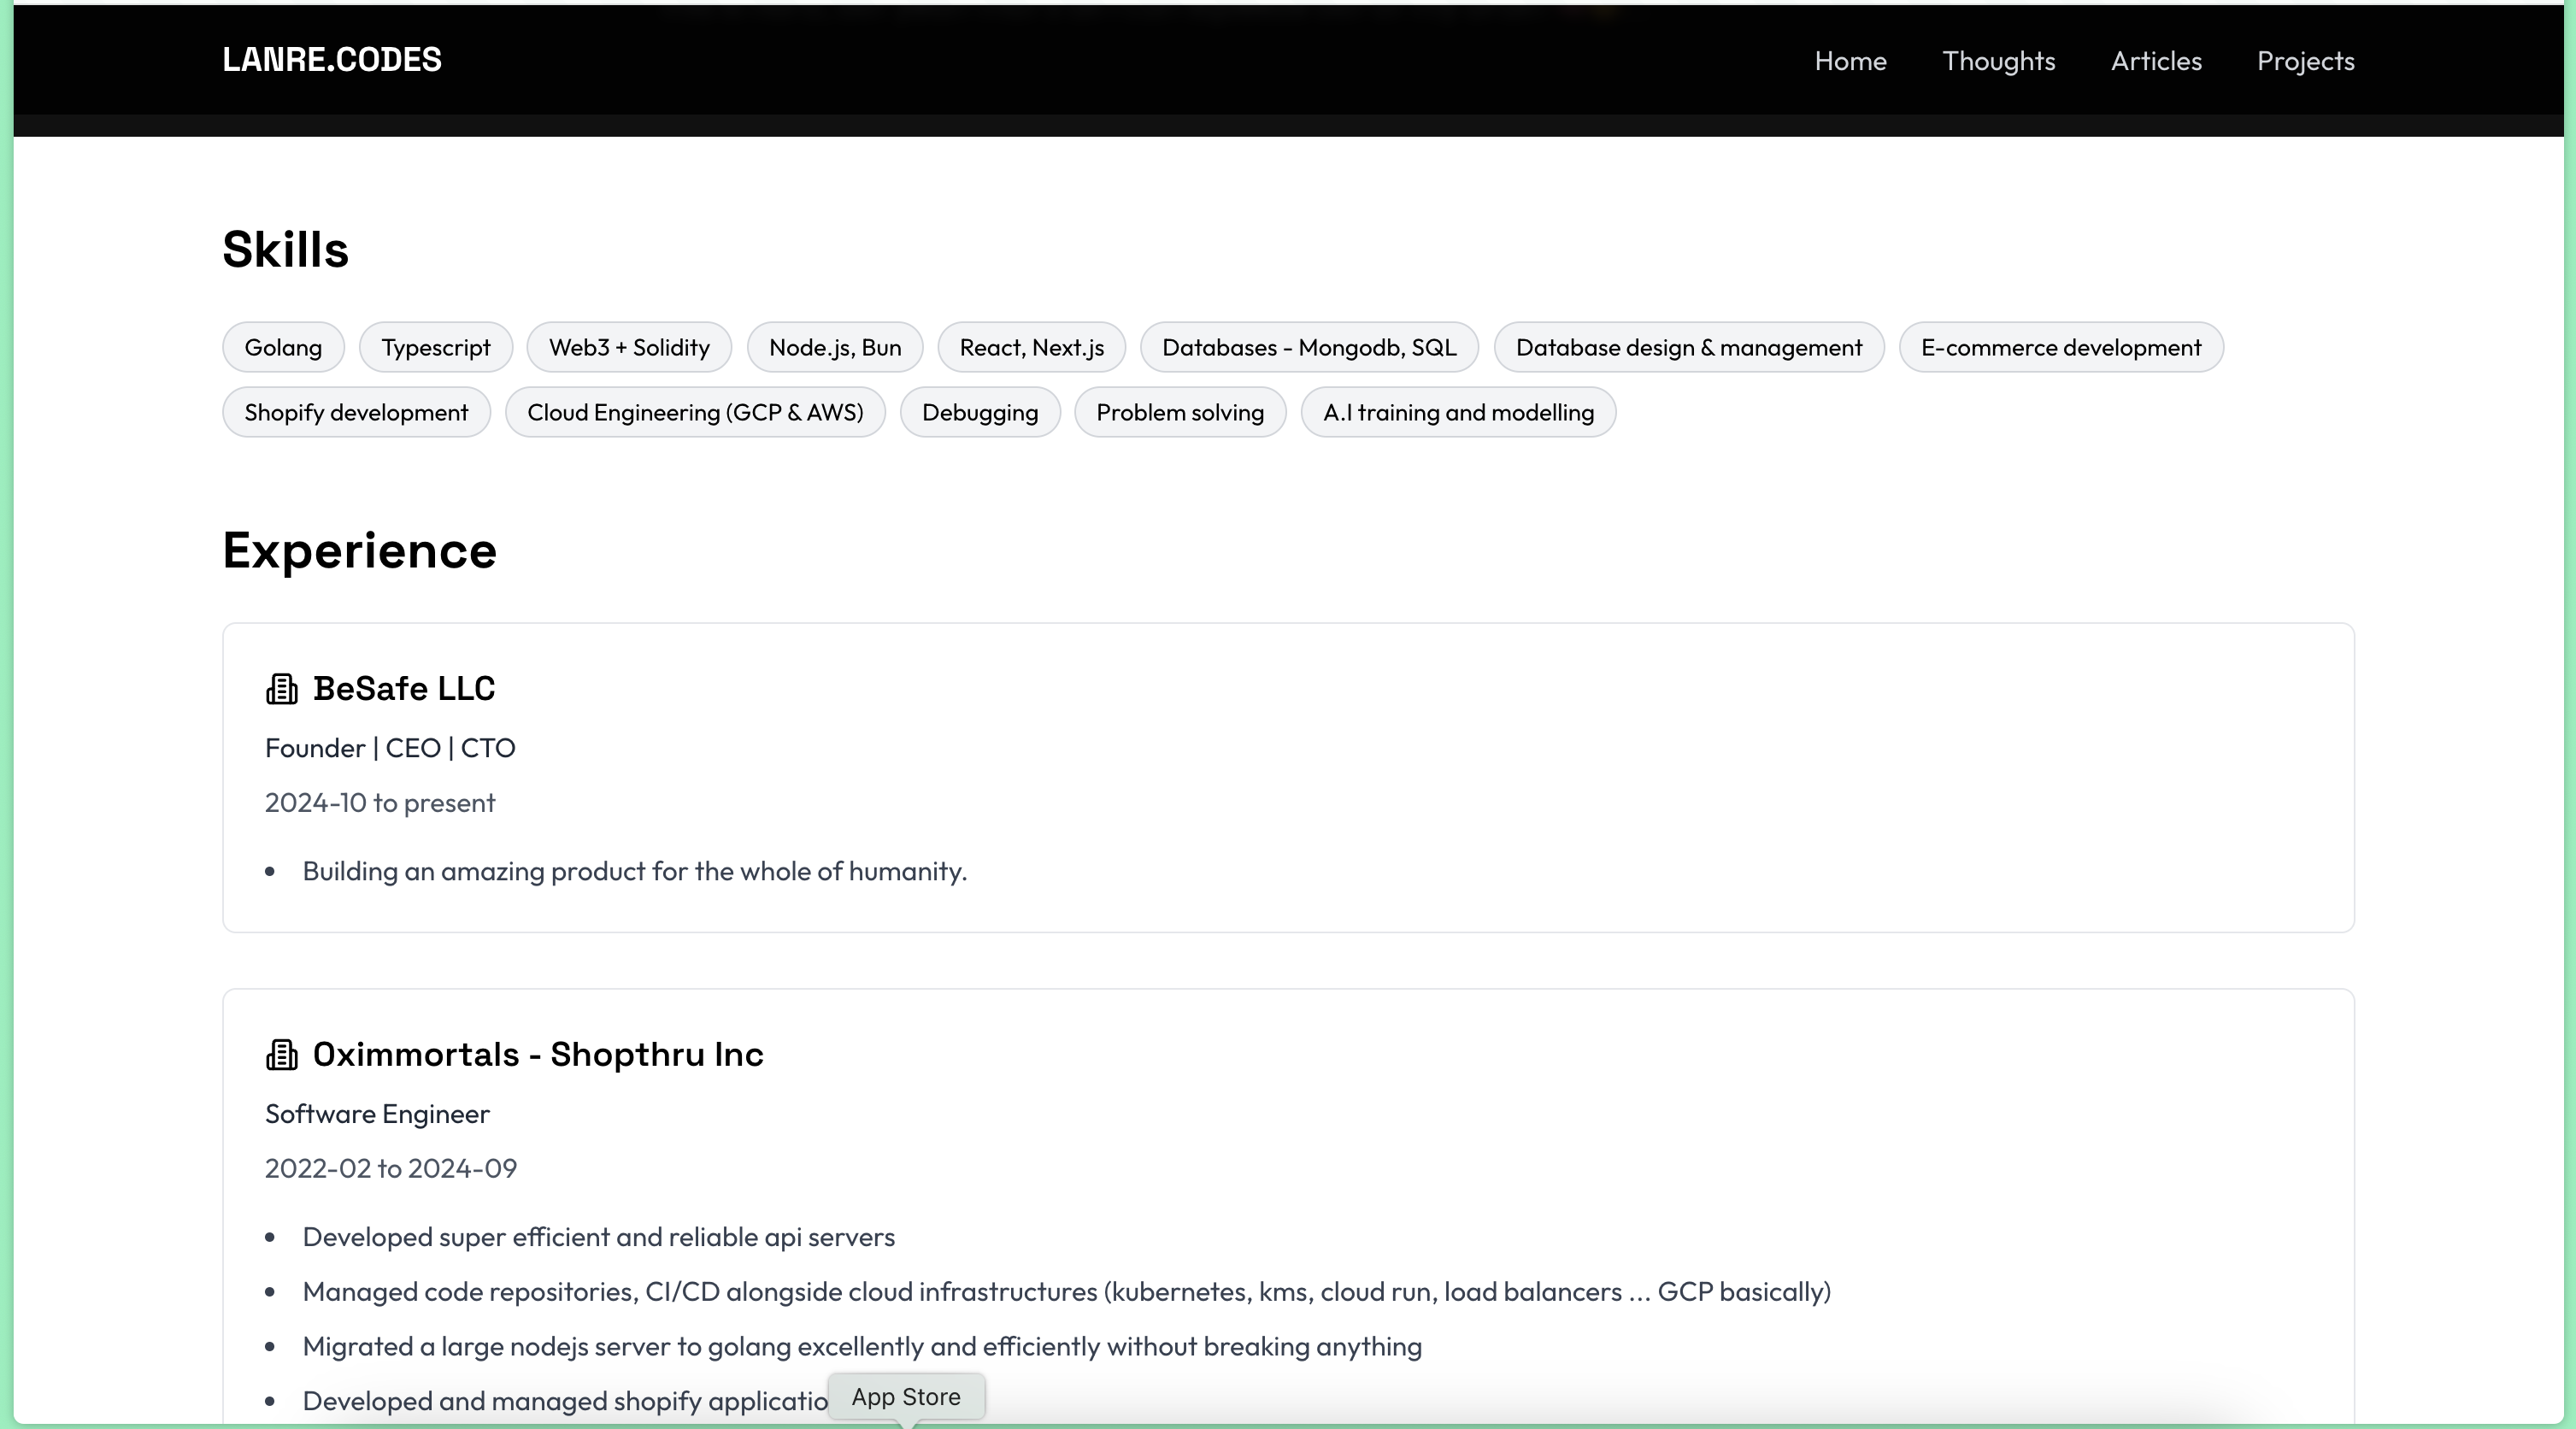 LANRE.CODES
Home Thoughts Articles Projects
Skills
Golang Typescript Web3 + Solidity Node.js, Bun React, Next.js Databases - Mongodb, SQL Database design & management E-commerce development
Shopify development Cloud Engineering (GCP & AWS) Debugging Problem solving A.I training and modelling
Experience
BeSafe LLC
Founder | CEO | CTO
2024-10 to present
• Building an amazing product for the whole of humanity.
Oximmortals - Shopthru Inc
Software Engineer
2022-02 to 2024-09
• Developed super efficient and reliable api servers
• Managed code repositories, CI/CD alongside cloud infrastructures (kubernetes, kms, cloud run, load balancers ... GCP basically)
• Migrated a large nodejs server to golang excellently and efficiently without breaking anything
• Developed and managed shopify applicatio
App Store